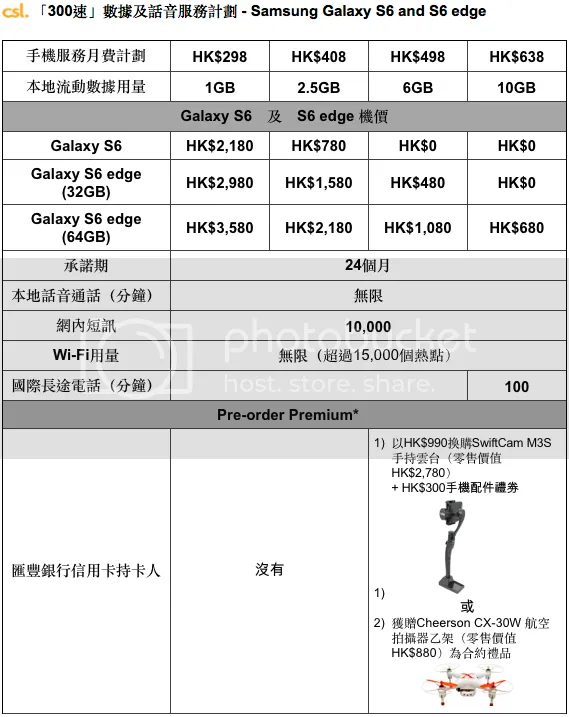 csl. 「300速」數據及話音服務計劃 - Samsung Galaxy S6 and S6 edge
手機服務月費計劃 HK$298 HK$408 HK$498 HK$638
本地流動數據用量 1GB 2.5GB 6GB 10GB
Galaxy S6 及 S6 edge 機價
Galaxy S6 HK$2,180 HK$780 HK$0 HK$0
Galaxy S6 edge
(32GB) HK$2,980 HK$1,580 HK$480 HK$0
Galaxy S6 edge
(64GB) HK$3,580 HK$2,180 HK$1,080 HK$680
承諾期 24個月
本地話音通話（分鐘） 無限
網內短訊 10,000
Wi-Fi用量 無限（超過15,000個熱點）
國際長途電話（分鐘） 100
photobucket
host. store. share.
Pre-order Premium*
匯豐銀行信用卡持卡人 沒有
1) 以HK$990換購SwiftCam M3S
手持雲台（零售價值
HK$2,780）
+ HK$300手機配件禮券
1)
或
2) 獲贈Cheerson CX-30W 航空
拍攝器乙架（零售價值
HK$880）為合約禮品